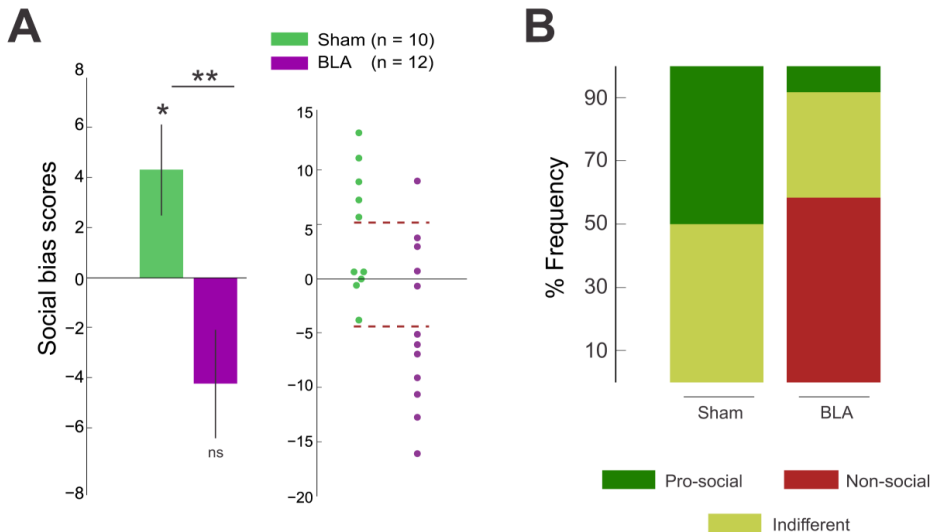 A
Sham (n = 10)
BLA (n = 12)
Social bias scores
8
6
4
2
0
−2
−4
−6
−8
*
**
ns
15
10
5
0
−5
−10
−15
−20
B
% Frequency
90
70
50
30
10
Sham
BLA
Pro-social
Non-social
Indifferent